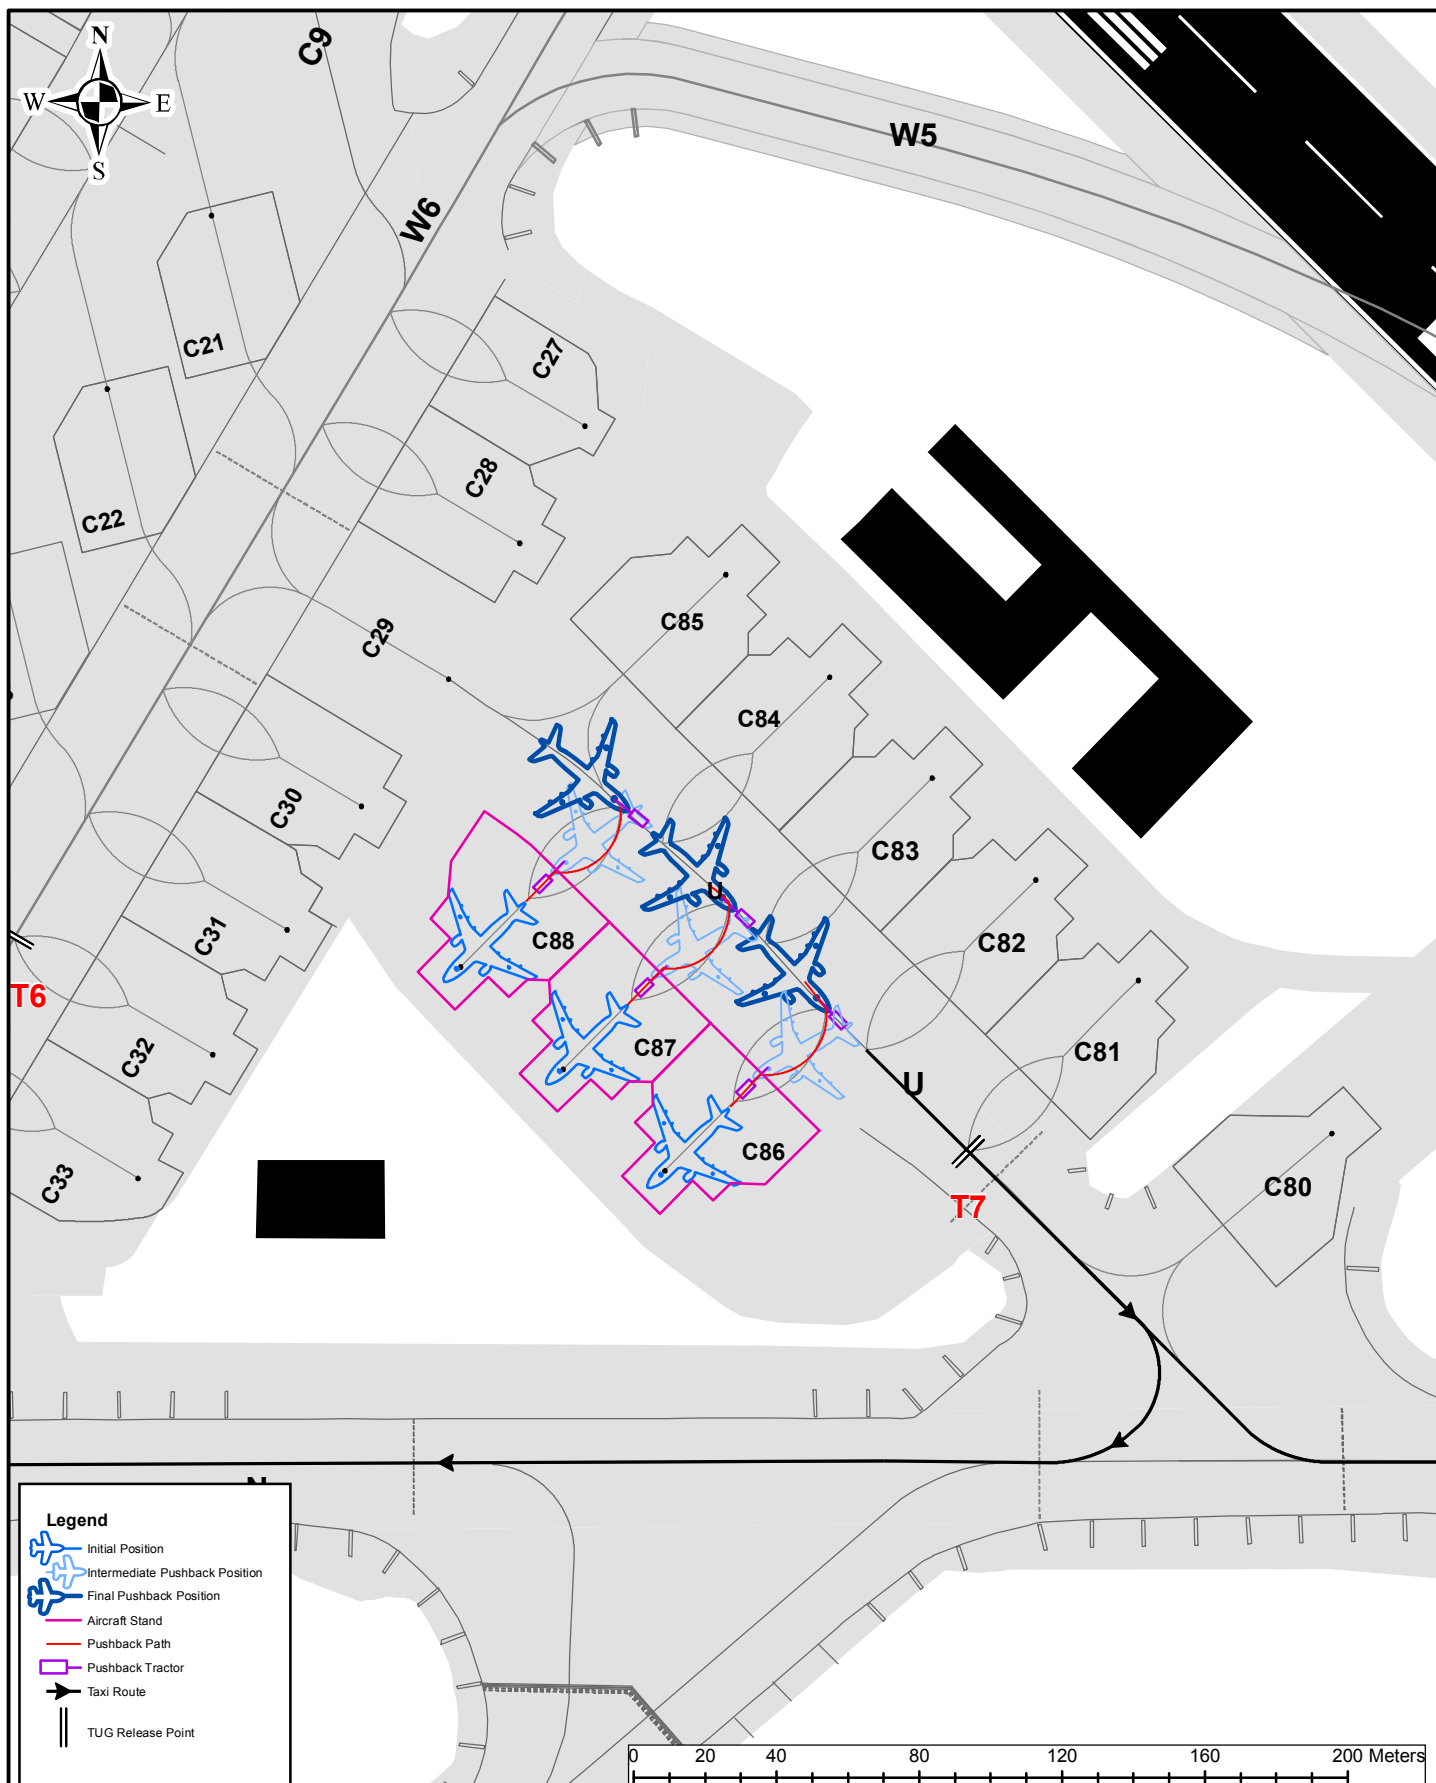 C9
N
W
E
S
W5
W6
C21
C27
C22
C28
C85
C29
C84
C30
C83
U
C31
C88
C82
T6
C87
C32
C81
U
C86
C33
T7
C80
Legend
Initial Position
Intermediate Pushback Position
Final Pushback Position
Aircraft Stand
Pushback Path
Pushback Tractor
Taxi Route
TUG Release Point
0 20 40 80 120 160 200 Meters